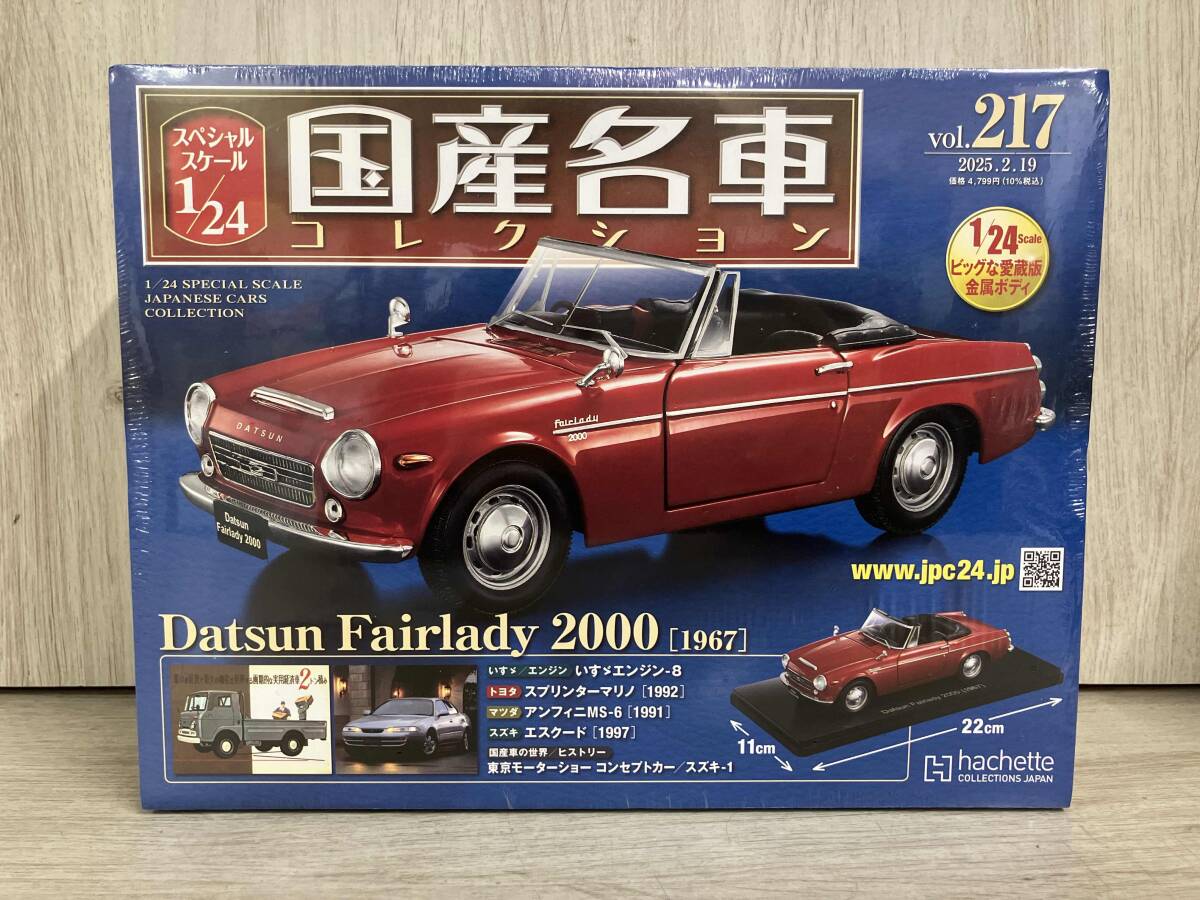 スペシャル
スケール
1/24
国産名車
コレクション
vol.217
2025.2.19
価格 4,799円(10%税込)
1/24 SPECIAL SCALE
JAPANESE CARS
COLLECTION
1/24 Scale
ビッグな愛蔵版
金属ボディ
DATSUN
Fairlady
2000
Datsun
Fairlady 2000
www.jpc24.jp
Datsun Fairlady 2000 [1967]
いすゞ/エンジン いすゞエンジン-8
トヨタ スプリンターマリノ [1992]
マツダ アンフィニMS-6 [1991]
スズキ エスクード [1997]
国産車の世界/ヒストリー
東京モーターショー コンセプトカー/スズキ-1
Datsun Fairlady 2000 (1967)
11cm
22cm
hachette
COLLECTIONS JAPAN